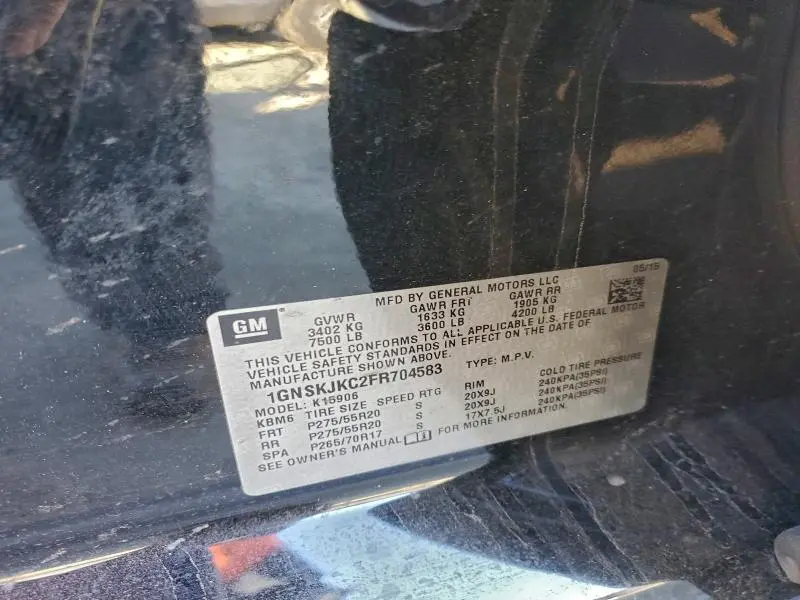 05/15
MFD BY GENERAL MOTORS LLC
GM
GVWR GAWR FRT GAWR RR
3402 KG 1633 KG 1905 KG
7500 LB 3600 LB 4200 LB
THIS VEHICLE CONFORMS TO ALL APPLICABLE U.S. FEDERAL MOTOR
VEHICLE SAFETY STANDARDS IN EFFECT ON THE DATE OF
MANUFACTURE SHOWN ABOVE.
1GNSKJKC2FR704583 TYPE: M.P.V.
MODEL: K15906
KBM6 TIRE SIZE SPEED RTG RIM COLD TIRE PRESSURE
FRT P275/55R20 S 20X9J 240KPA(35PSI)
RR P275/55R20 S 20X9J 240KPA(35PSI)
SPA P265/70R17 S 17X7.5J 240KPA(35PSI)
SEE OWNER'S MANUAL i FOR MORE INFORMATION.